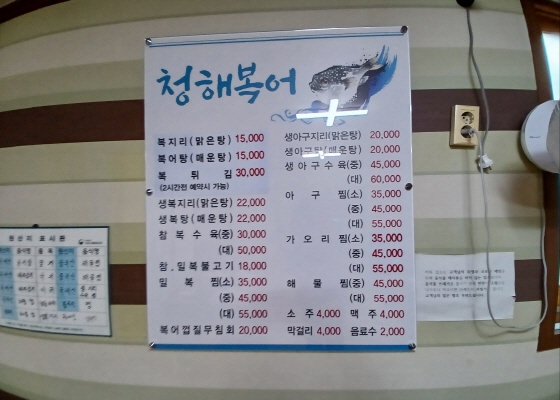 청해복어
복지리(맑은탕) 15,000
복어탕(매운탕) 15,000
복 튀 김 30,000
(2시간전 예약시 가능)
생복지리(맑은탕) 22,000
생복탕(매운탕) 22,000
참복수육(중) 30,000
(대) 50,000
참.밀복불고기 18,000
밀 복 찜(소) 35,000
(중) 45,000
(대) 55,000
복어껍질무침회 20,000
생아구지리(맑은탕) 20,000
생아구탕(매운탕) 20,000
생아구수육(중) 45,000
(대) 60,000
아 구 찜(소) 35,000
(중) 45,000
(대) 55,000
가오리찜(소) 35,000
(중) 45,000
(대) 55,000
해 물 찜(중) 45,000
(대) 55,000
소 주 4,000 맥 주 4,000
막걸리 4,000 음료수 2,000
원산지 표시판